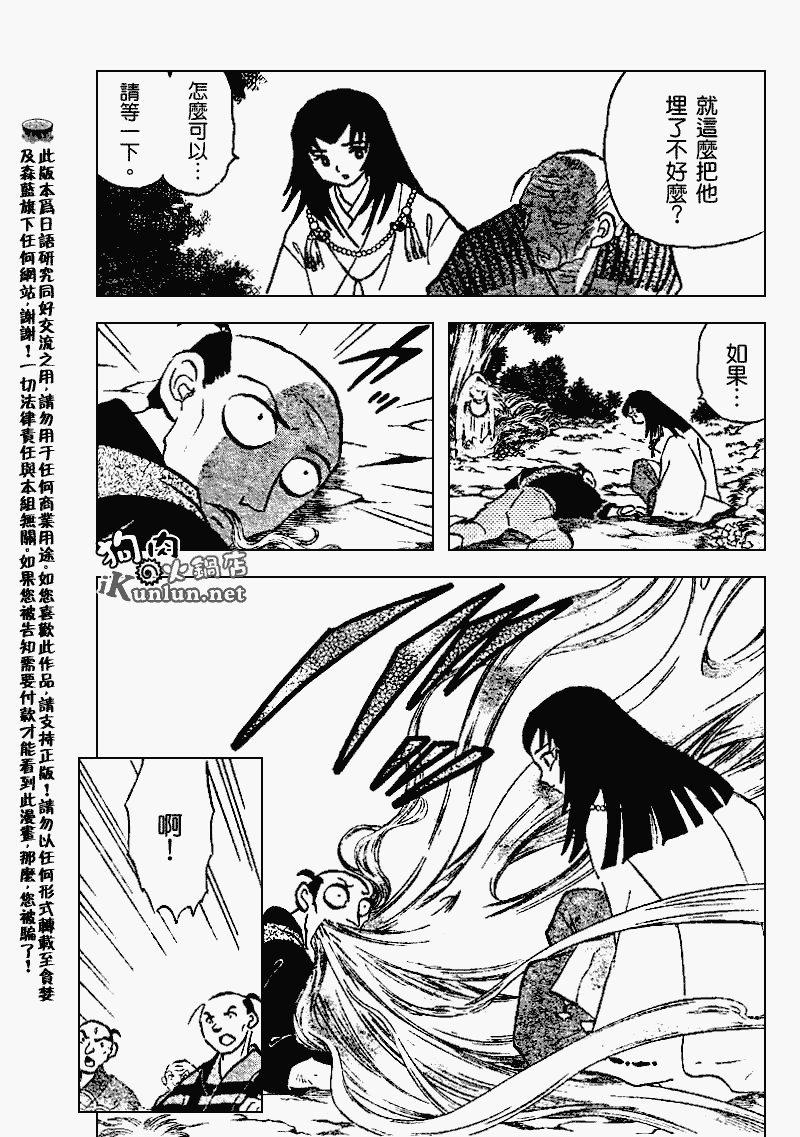 就這麼把他
埋了不好麼?
怎麼可以…
請等一下。
如果…
啊!
狗肉
火鍋店
iKunlun.net
此版本爲日語研究同好交流之用,請勿用于任何商業用途。如您喜歡此作品,請支持正版!請勿以任何形式轉載至貪婪
及森藍旗下任何網站,謝謝!一切法律責任與本組無關。如果您被告知需要付款才能看到此漫畫,那麼,您被騙了!